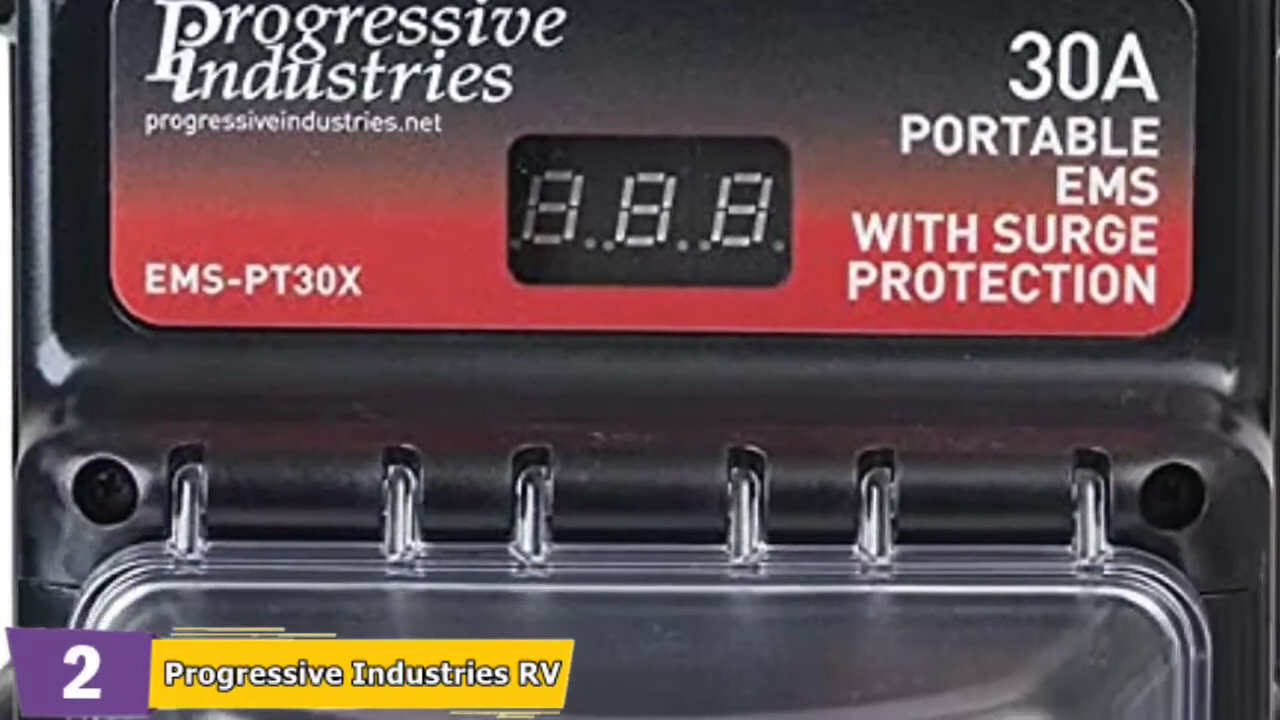 Progressive
Industries
progressiveindustries.net
30A
PORTABLE
EMS
WITH SURGE
PROTECTION
8.8.8.
EMS-PT30X
2
Progressive Industries RV